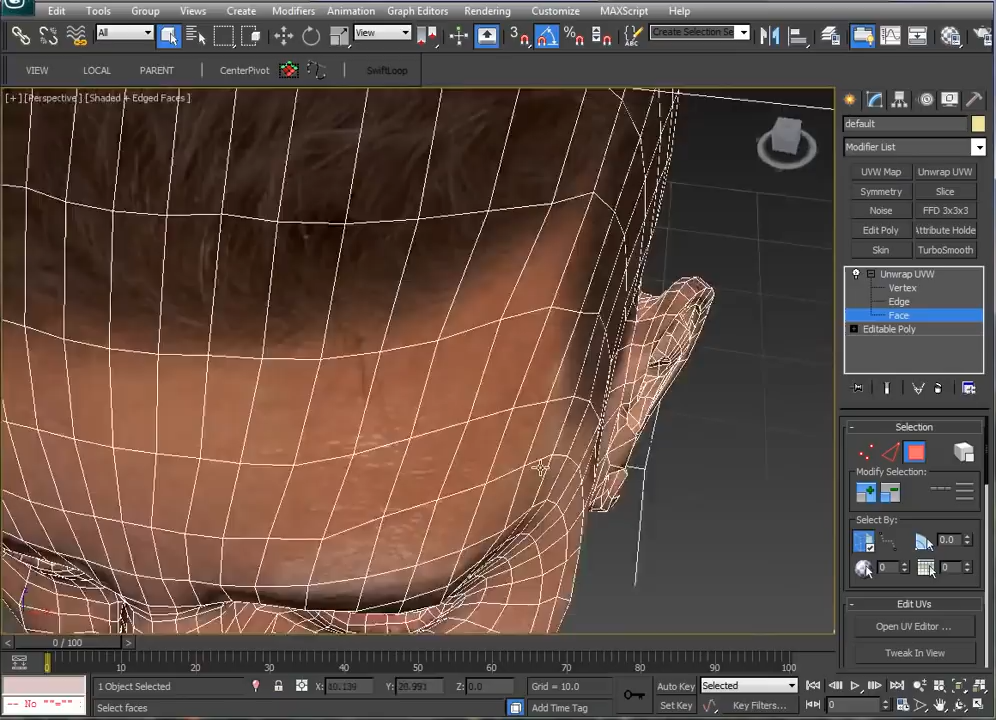 Edit Tools Group Views Create Modifiers Animation Graph Editors Rendering Customize MAXScript Help
All View 3 % Create Selection Se
VIEW LOCAL PARENT CenterPivot SwiftLoop
[+][Perspective][Shaded + Edged Faces]
default
Modifier List
UVW Map Unwrap UVW
Symmetry Slice
Noise FFD 3x3x3
Edit Poly Attribute Holde
Skin TurboSmooth
Unwrap UVW
Vertex
Edge
Face
Editable Poly
Selection
Modify Selection:
Select By:
0.0
0 0
Edit UVs
Open UV Editor ...
Tweak In View
< 0 / 100 >
0 10 20 30 40 50 60 70 80 90 100
1 Object Selected X: Y: Z: 0.0 Grid = 10.0 Auto Key Selected
-- No ""="" Select faces Add Time Tag Set Key Key Filters... 0